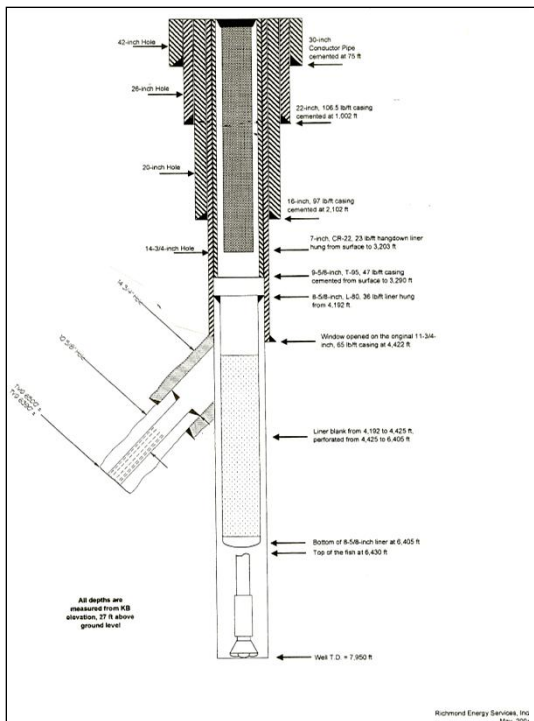 42-inch Hole
30-inch
Conductor Pipe
cemented at 75 ft
26-inch Hole
22-inch, 106.5 lb/ft casing
cemented at 1,002 ft
20-inch Hole
16-inch, 97 lb/ft casing
cemented at 2,102 ft
14-3/4-inch Hole
7-inch, CR-22, 23 lb/ft hangdown liner
hung from surface to 3,203 ft
9-5/8-inch, T-95, 47 lb/ft casing
cemented from surface to 3,290 ft
8-5/8-inch, L-80, 36 lb/ft liner hung
from 4,192 ft
14 3/4" Hole
Window opened on the original 11-3/4-
inch, 65 lb/ft casing at 4,422 ft
10 5/8" Hole
Liner blank from 4,192 to 4,425 ft,
perforated from 4,425 to 6,405 ft
Bottom of 8-5/8-inch liner at 6,405 ft
Top of the fish at 6,430 ft
All depths are
measured from KB
elevation, 27 ft above
ground level
Well T.D. = 7,950 ft
Richmond Energy Services, Inc